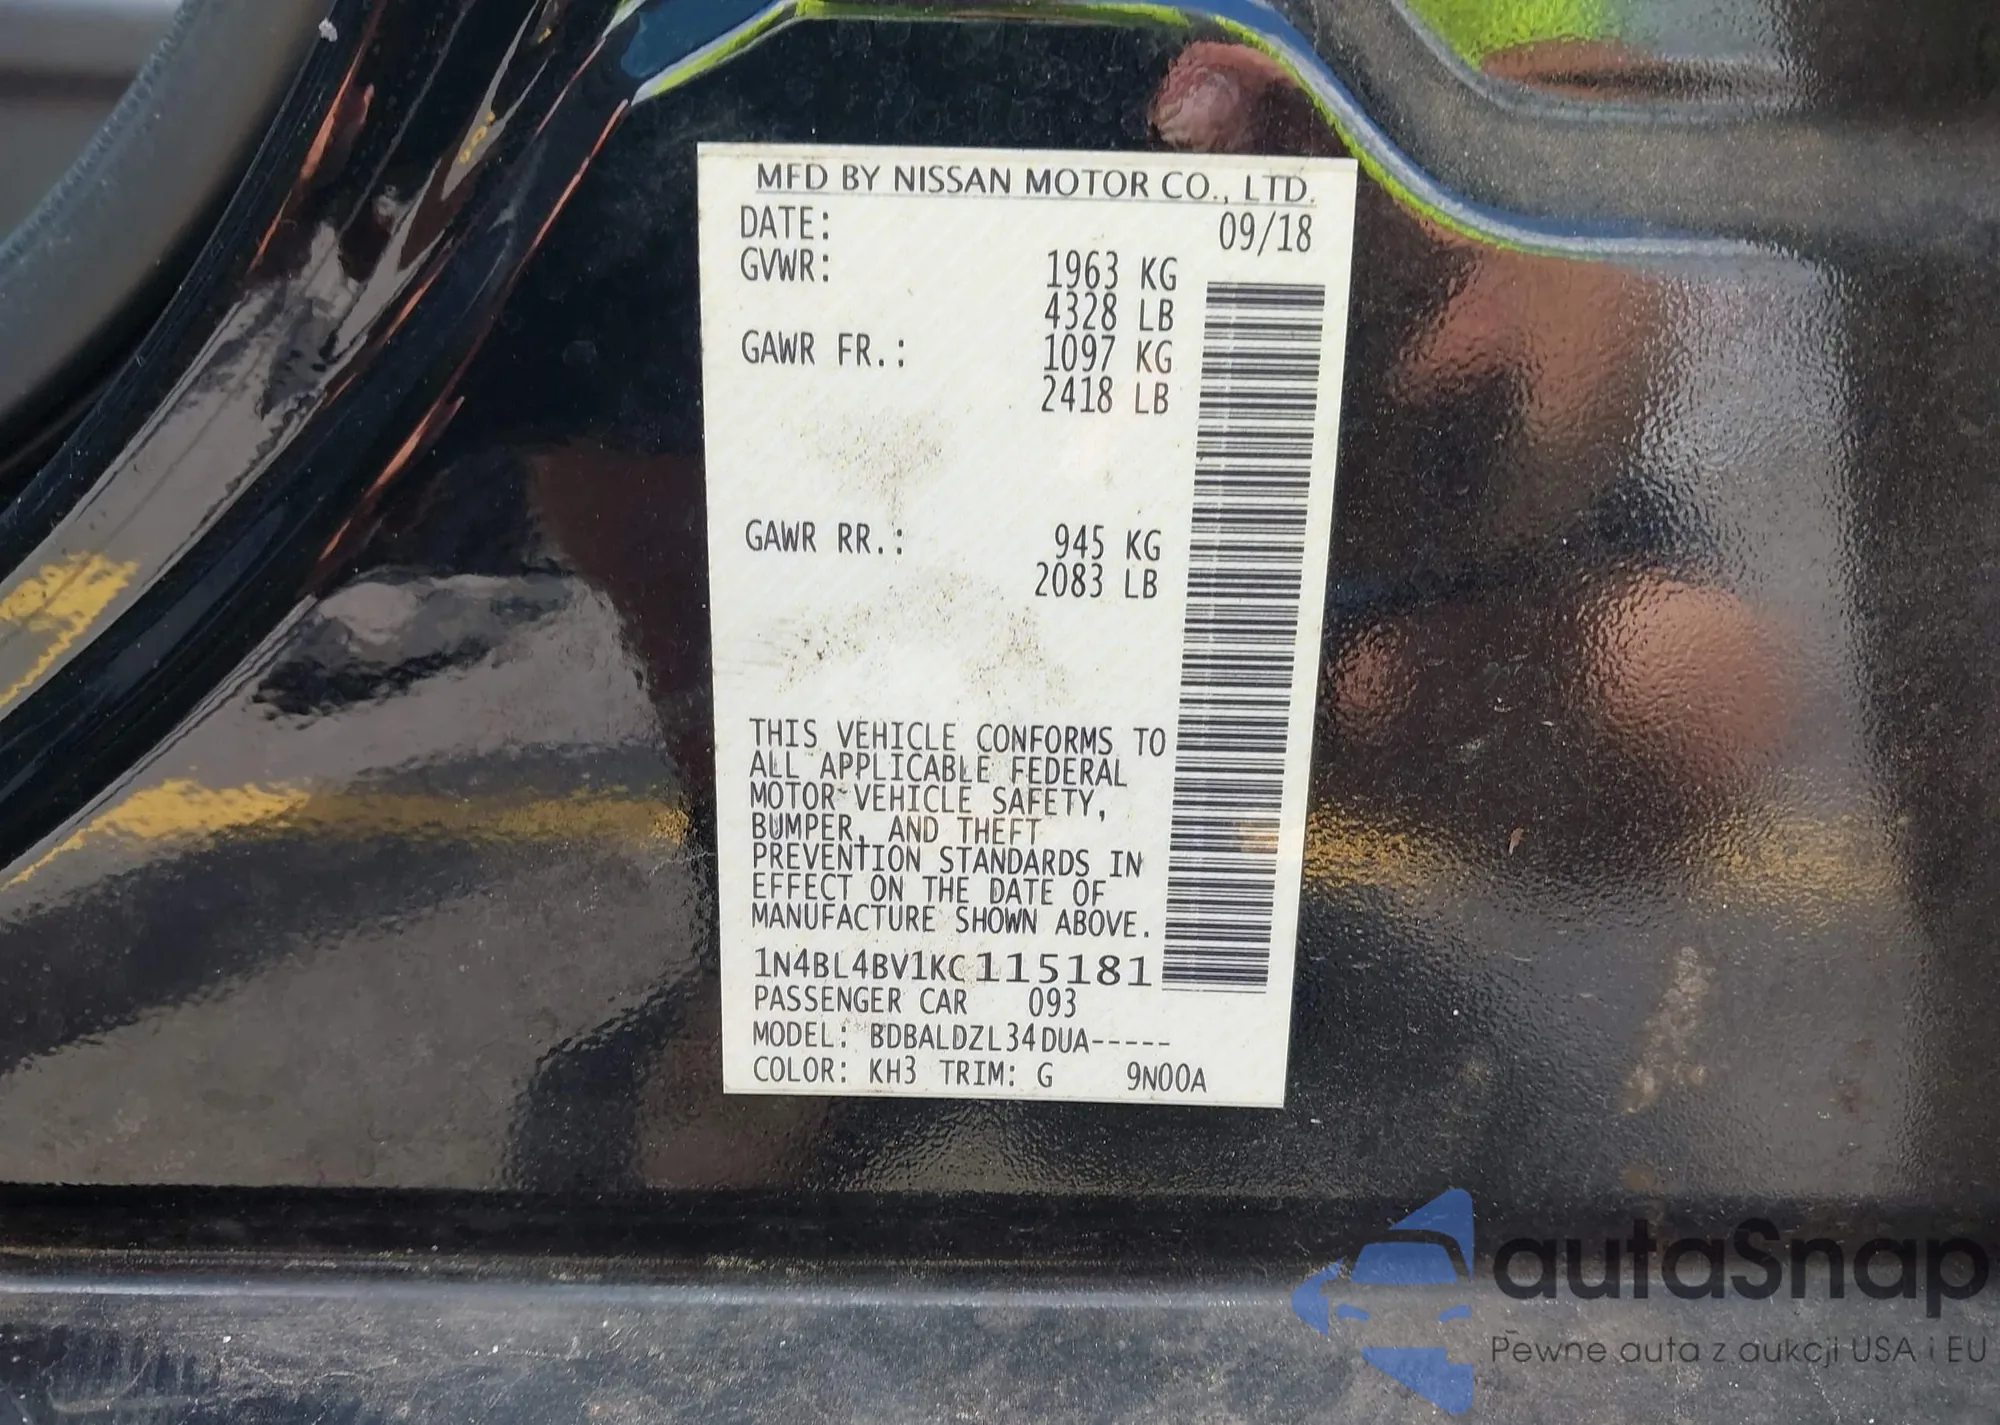 MFD BY NISSAN MOTOR CO., LTD.
DATE: 09/18
GVWR: 1963 KG
4328 LB
GAWR FR.: 1097 KG
2418 LB
GAWR RR.: 945 KG
2083 LB
THIS VEHICLE CONFORMS TO
ALL APPLICABLE FEDERAL
MOTOR VEHICLE SAFETY,
BUMPER, AND THEFT
PREVENTION STANDARDS IN
EFFECT ON THE DATE OF
MANUFACTURE SHOWN ABOVE.
1N4BL4BV1KC115181
PASSENGER CAR 093
MODEL: BDBALDZL34DUA-----
COLOR: KH3 TRIM: G 9N00A
autaSnap
Pewne auta z aukcji USA i EU